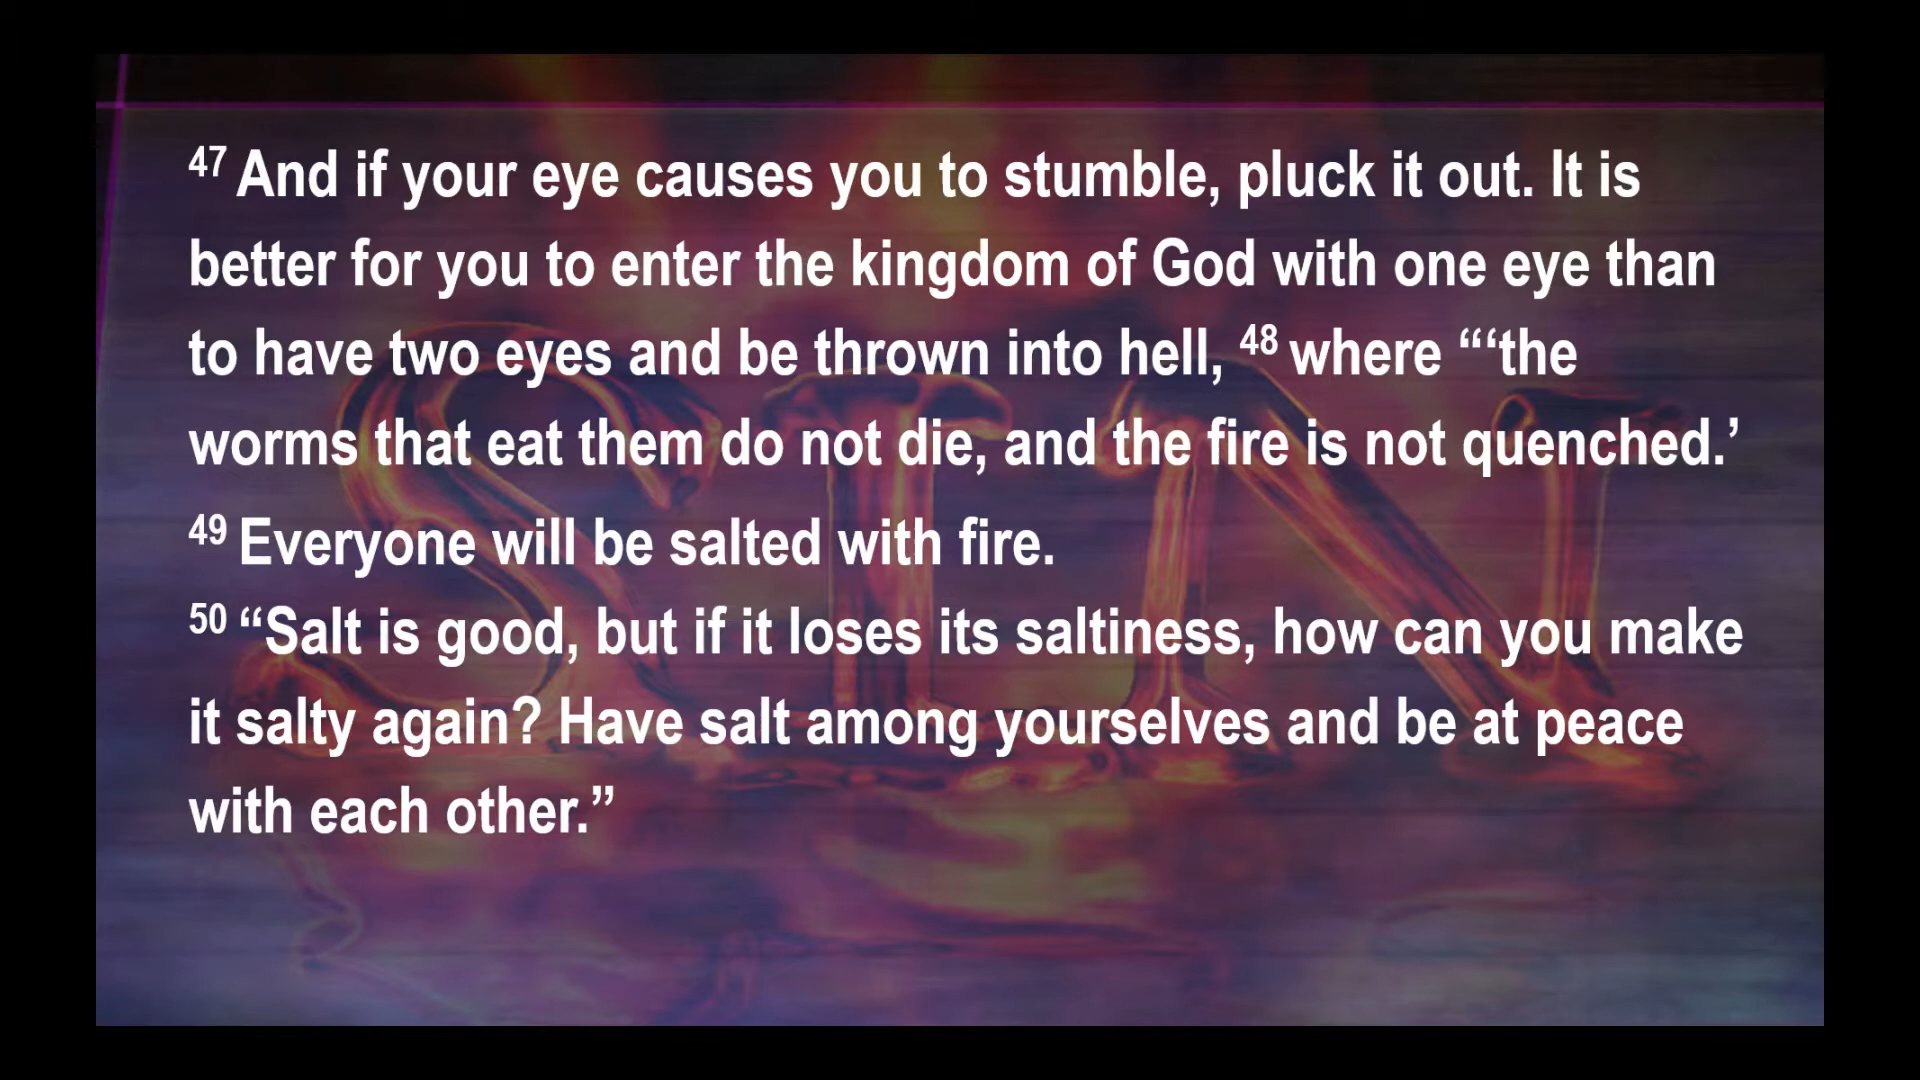 47 And if your eye causes you to stumble, pluck it out. It is
better for you to enter the kingdom of God with one eye than
to have two eyes and be thrown into hell, 48 where “‘the
worms that eat them do not die, and the fire is not quenched.’
49 Everyone will be salted with fire.
50 “Salt is good, but if it loses its saltiness, how can you make
it salty again? Have salt among yourselves and be at peace
with each other.”
SIN